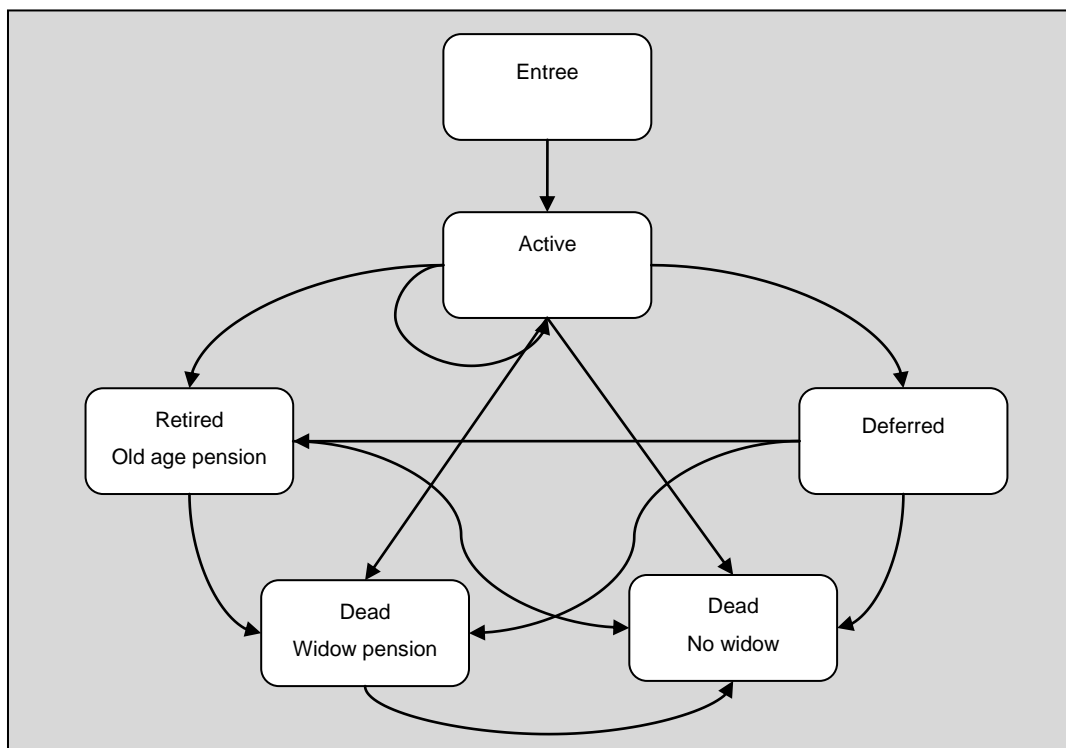 Entree
Active
Retired
Old age pension
Deferred
Dead
Widow pension
Dead
No widow